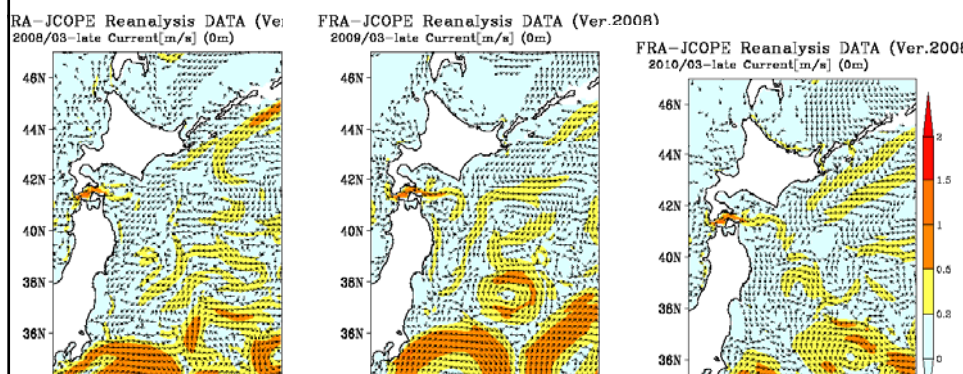 RA-JCOPE Reanalysis DATA (Ver
2008/03-late Current[m/s] (0m)
46N
44N
42N
40N
38N
36N
FRA-JCOPE Reanalysis DATA (Ver.2008)
2009/03-late Current[m/s] (0m)
46N
44N
42N
40N
38N
36N
FRA-JCOPE Reanalysis DATA (Ver.2008
2010/03-late Current[m/s] (0m)
46N
44N
42N
40N
38N
36N
2
1.5
1
0.5
0.3
0